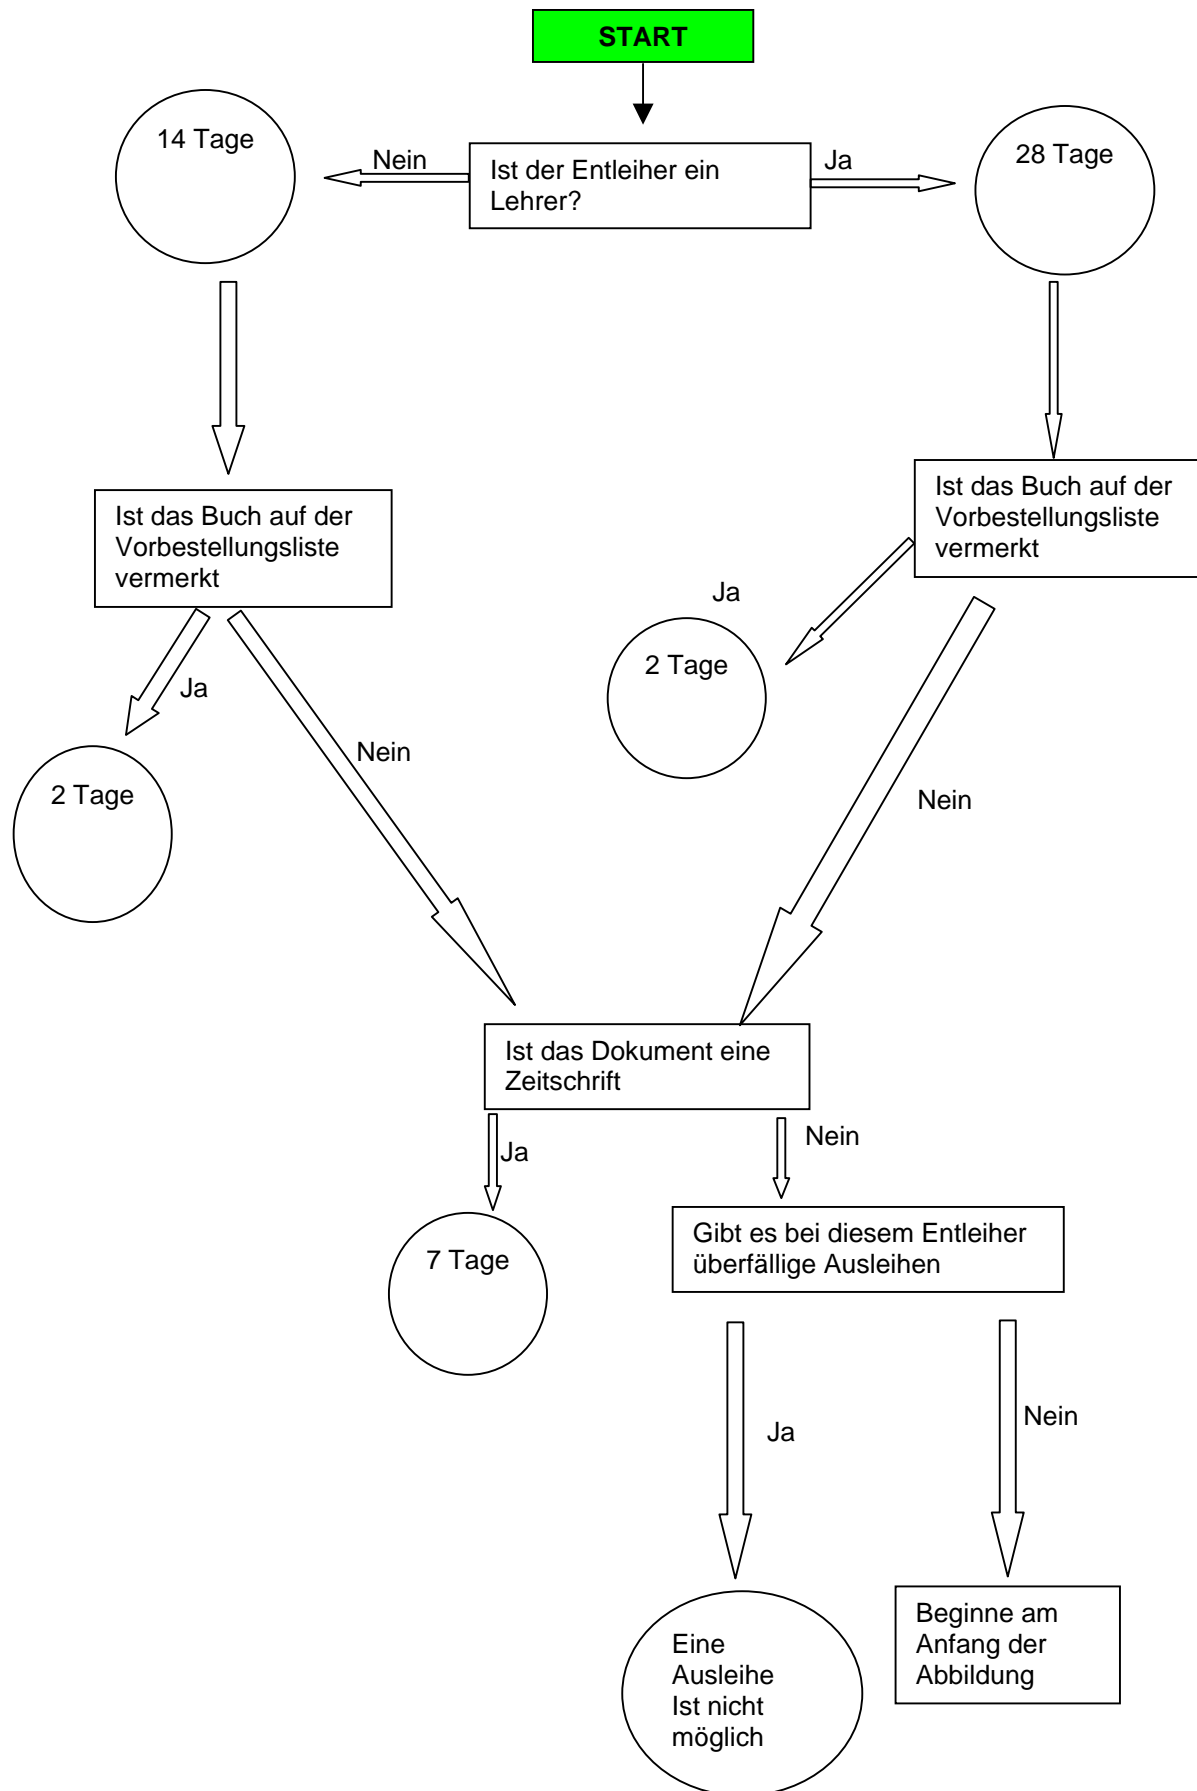 START
14 Tage
Nein
Ist der Entleiher ein
Lehrer?
Ja
28 Tage
Ist das Buch auf der
Vorbestellungsliste
vermerkt
Ist das Buch auf der
Vorbestellungsliste
vermerkt
Ja
2 Tage
Ja
Nein
2 Tage
Nein
Ist das Dokument eine
Zeitschrift
Ja
Nein
7 Tage
Gibt es bei diesem Entleiher
überfällige Ausleihen
Ja
Nein
Eine
Ausleihe
Ist nicht
möglich
Beginne am
Anfang der
Abbildung